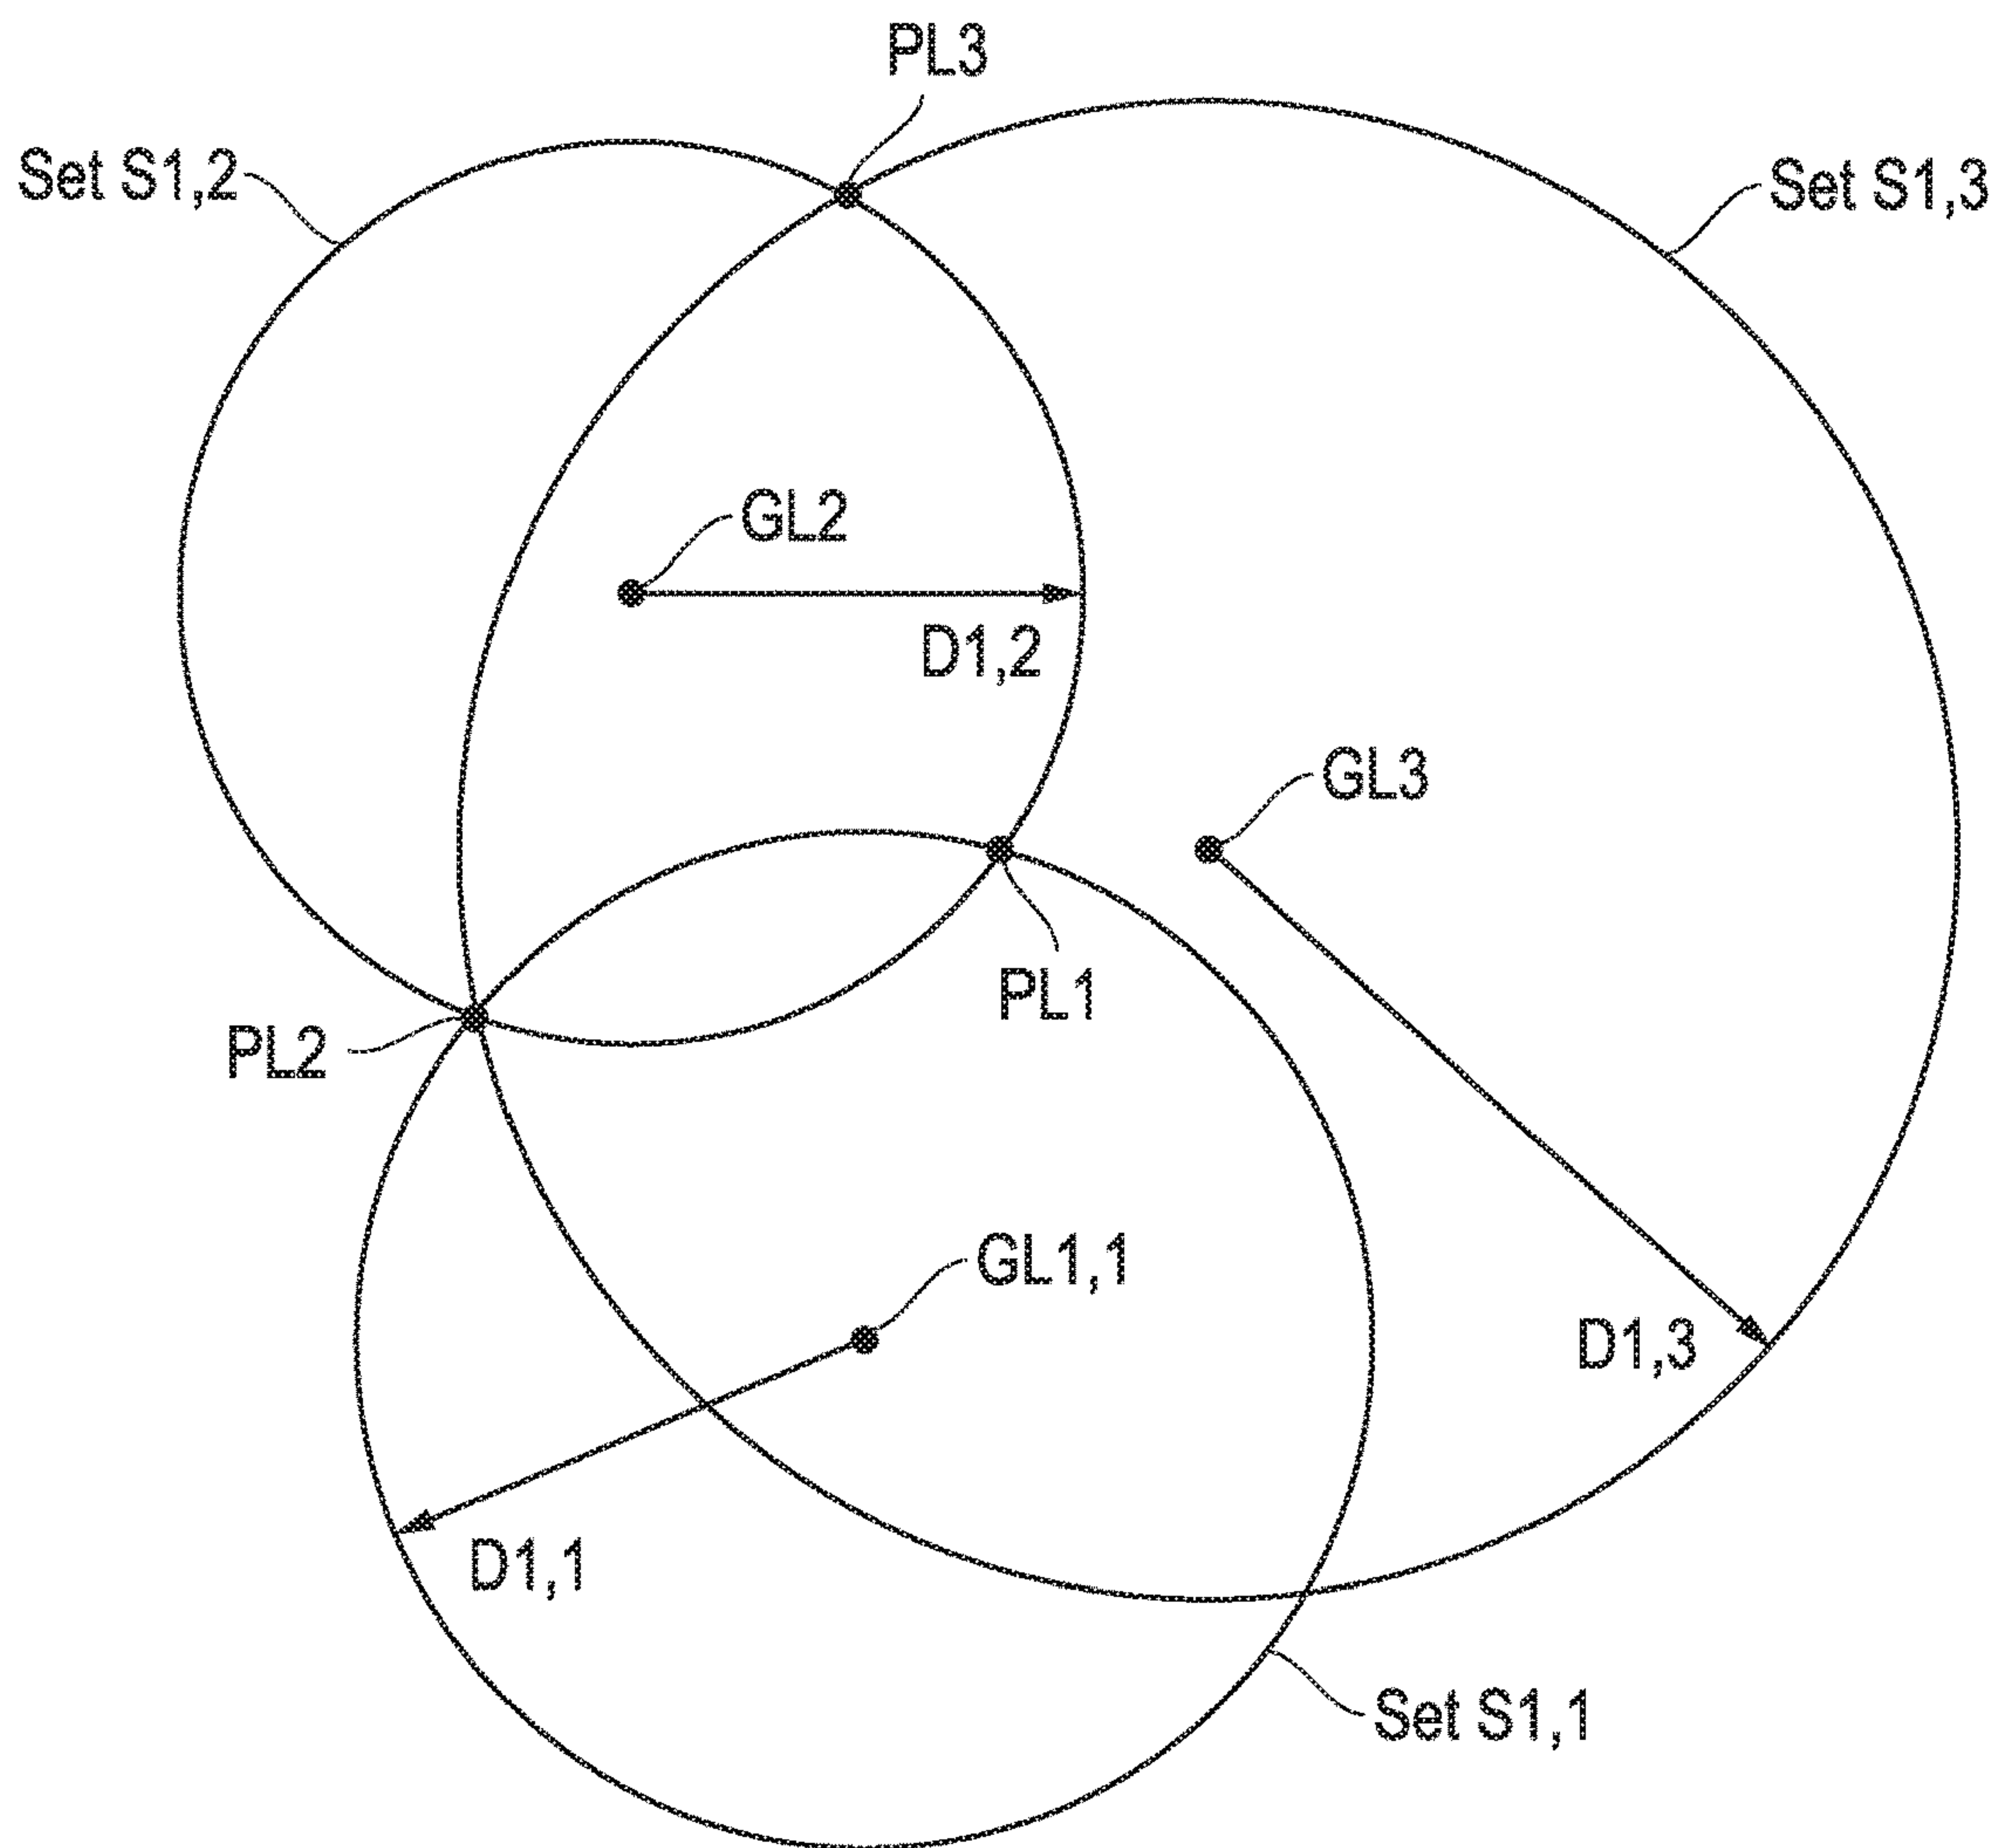 PL3
Set S1,2
Set S1,3
GL2
D1,2
GL3
PL1
PL2
GL1,1
D1,3
D1,1
Set S1,1